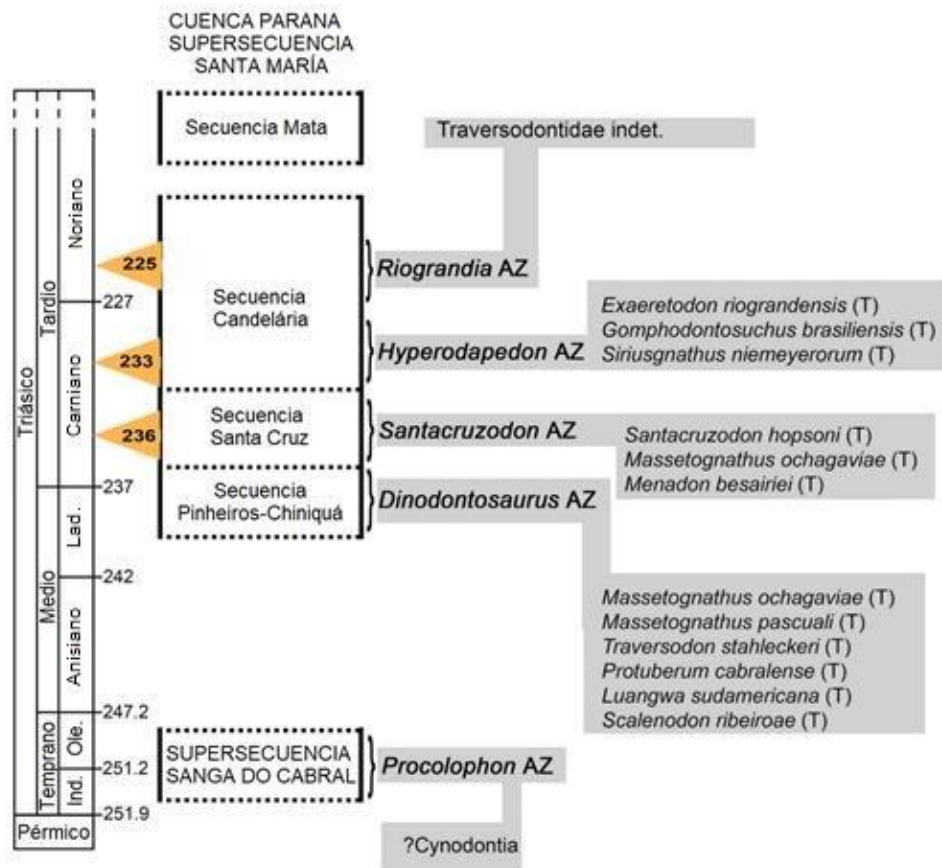 CUENCA PARANA
SUPERSECUENCIA
SANTA MARÍA
Secuencia Mata
Traversodontidae indet.
Noriano
225
Riograndia AZ
227
Tardio
Secuencia
Candelária
Exaeretodon riograndensis (T)
Gomphodontosuchus brasiliensis (T)
Siriusgnathus niemeyerorum (T)
233
Hyperodapedon AZ
Triásico
Carniano
Secuencia
Santa Cruz
236
Santacruzodon AZ
Santacruzodon hopsoni (T)
Massetognathus ochagaviae (T)
Menadon besairiei (T)
237
Secuencia
Pinheiros-Chiniquá
Dinodontosaurus AZ
Lad.
242
Medio
Anisiano
Massetognathus ochagaviae (T)
Massetognathus pascuali (T)
Traversodon stahleckeri (T)
Protuberum cabralense (T)
Luangwa sudamericana (T)
Scalenodon ribeiroae (T)
247.2
Temprano
Ole.
SUPERSECUENCIA
SANGA DO CABRAL
Procolophon AZ
251.2
Ind.
251.9
Pérmico
?Cynodontia